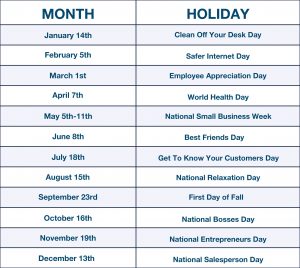 MONTH HOLIDAY
January 14th Clean Off Your Desk Day
February 5th Safer Internet Day
March 1st Employee Appreciation Day
April 7th World Health Day
May 5th-11th National Small Business Week
June 8th Best Friends Day
July 18th Get To Know Your Customers Day
August 15th National Relaxation Day
September 23rd First Day of Fall
October 16th National Bosses Day
November 19th National Entrepreneurs Day
December 13th National Salesperson Day